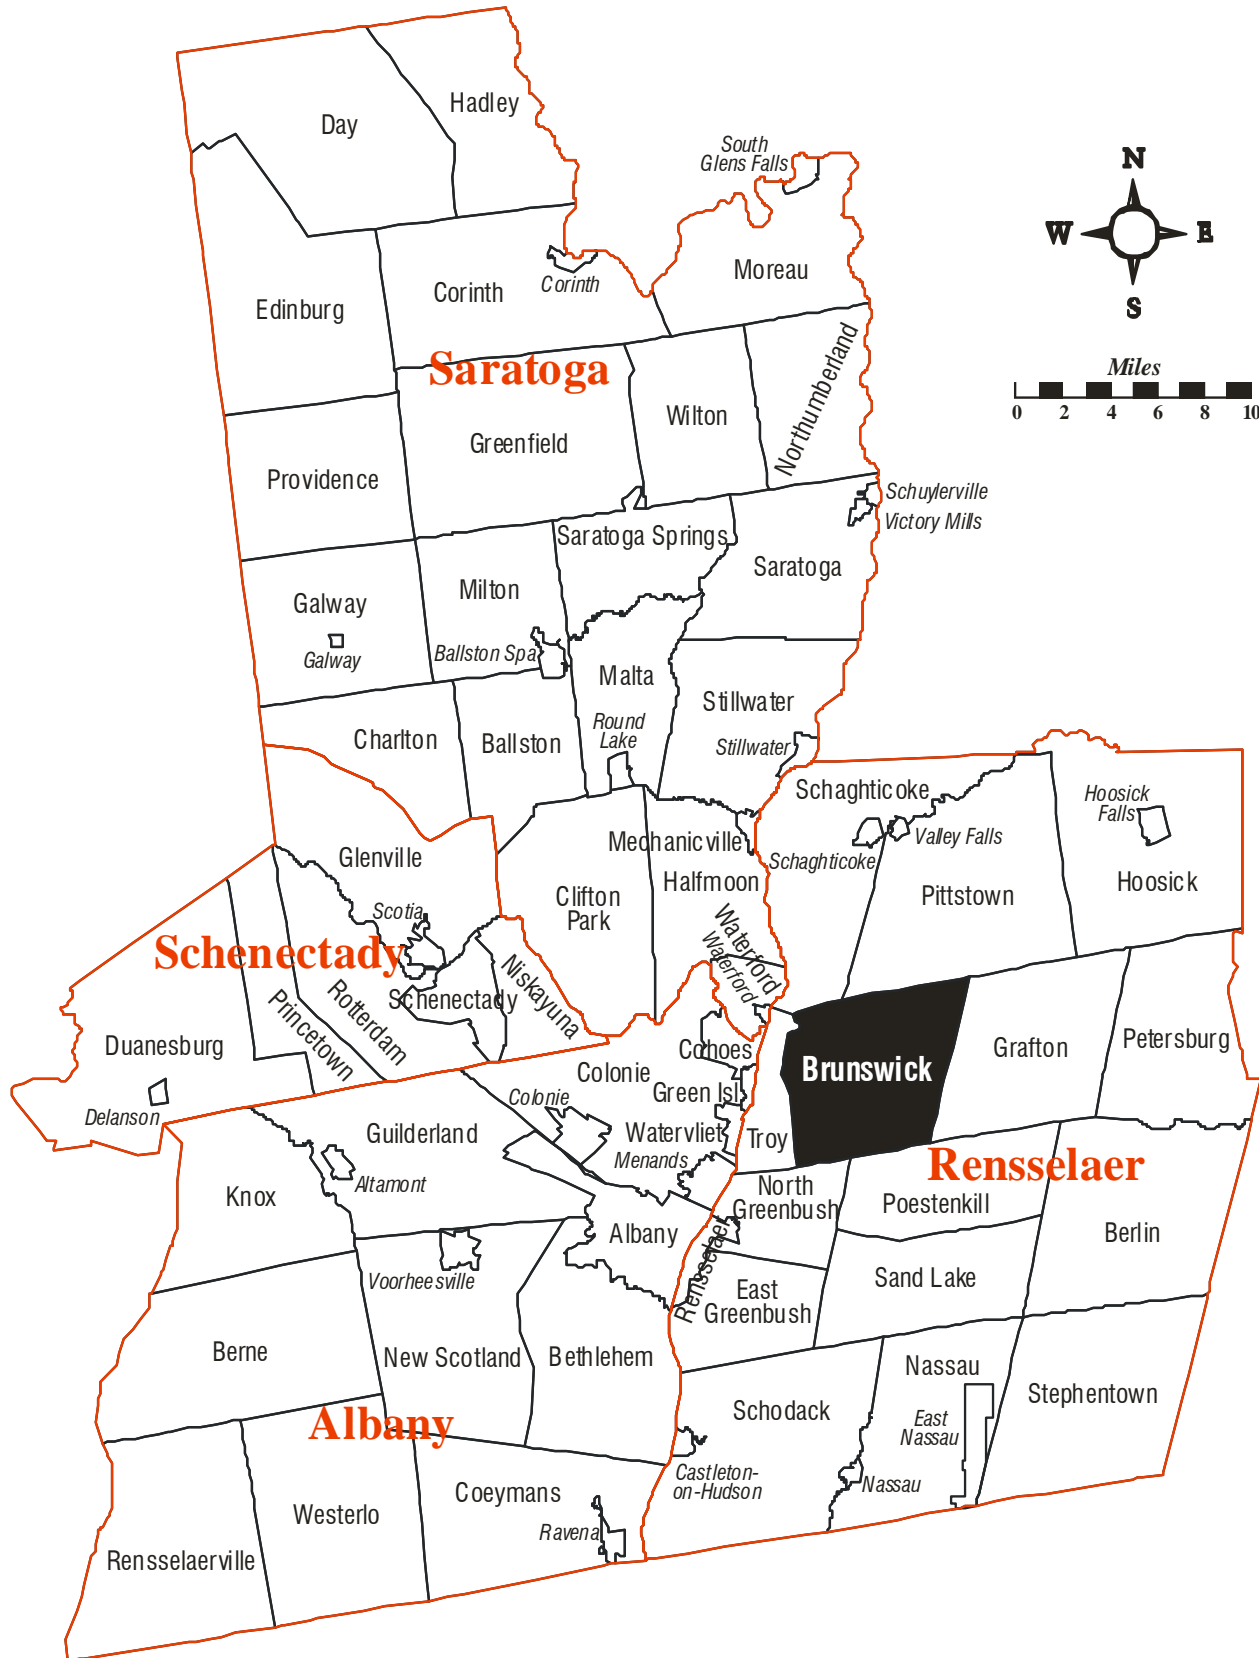 Hadley
Day
South
Glens Falls
N
W
E
S
Moreau
Corinth
Corinth
Edinburg
Saratoga
Northumberland
Miles
0 2 4 6 8 10
Wilton
Greenfield
Providence
Schuylerville
Victory Mills
Saratoga Springs
Saratoga
Milton
Galway
Galway
Ballston Spa
Malta
Stillwater
Round
Lake
Stillwater
Charlton
Ballston
Schaghticoke
Hoosick
Falls
Mechanicville
Valley Falls
Schaghticoke
Glenville
Halfmoon
Hoosick
Clifton
Park
Pittstown
Scotia
Waterford
Waterford
Schenectady
Schenectady
Niskayuna
Rotterdam
Princetown
Duanesburg
Delanson
Cohoes
Colonie
Green Isl
Colonie
Brunswick
Grafton
Petersburg
Guilderland
Watervliet
Troy
Menands
Rensselaer
Altamont
Knox
North
Greenbush
Poestenkill
Albany
Berlin
Rensselaer
Voorheesville
Sand Lake
East
Greenbush
Berne
New Scotland
Bethlehem
Nassau
Stephentown
Schodack
Albany
East
Nassau
Castleton-
on-Hudson
Nassau
Coeymans
Westerlo
Ravena
Rensselaerville